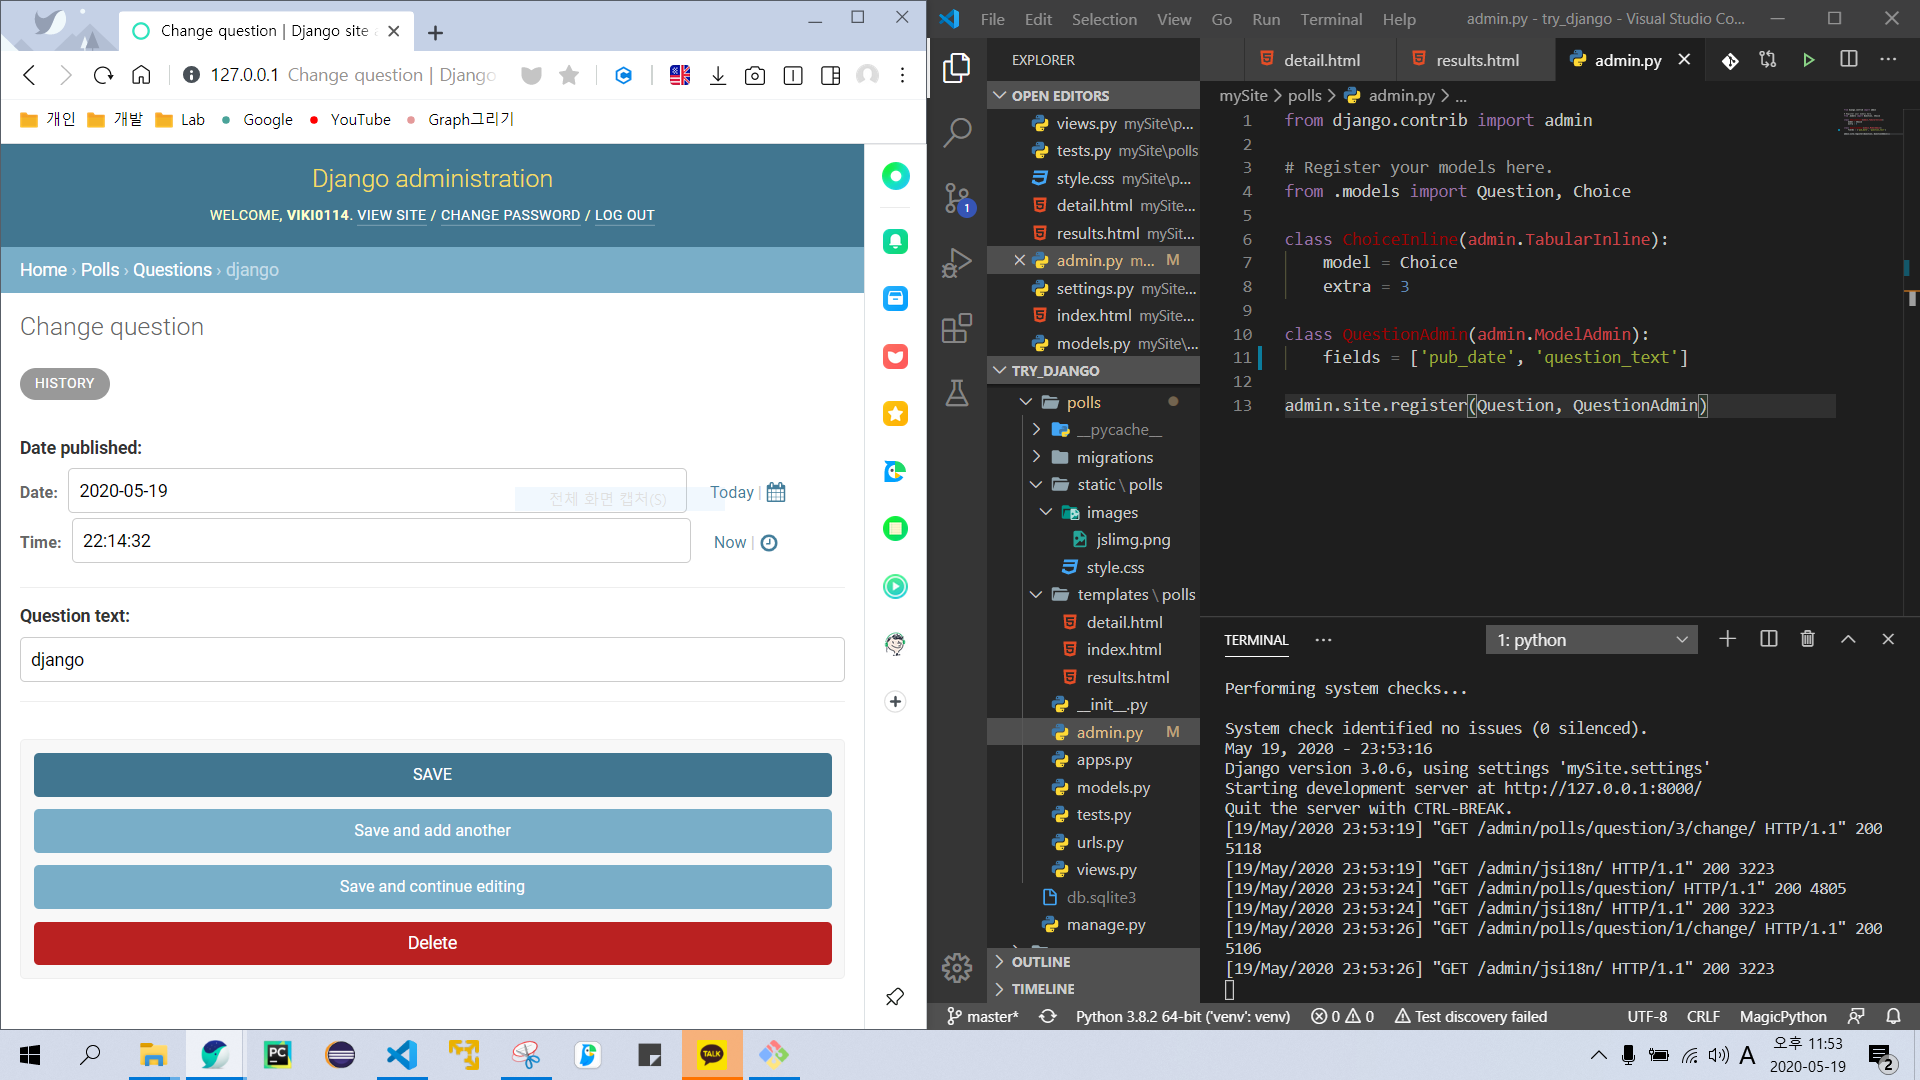 Change question | Django site a
127.0.0.1 Change question | Django
개인 개발 Lab Google YouTube Graph그리기
Django administration
WELCOME, VIKI0114. VIEW SITE / CHANGE PASSWORD / LOG OUT
Home › Polls › Questions › django
Change question
HISTORY
Date published:
Date: 2020-05-19 Today |
전체 화면 캡처(S)
Time: 22:14:32 Now |
Question text:
django
SAVE
Save and add another
Save and continue editing
Delete
File Edit Selection View Go Run Terminal Help admin.py - try_django - Visual Studio Co...
EXPLORER
OPEN EDITORS
views.py mySite\p...
tests.py mySite\polls
style.css mySite\p...
detail.html mySite...
results.html mySit...
admin.py m... M
settings.py mySite...
index.html mySite...
models.py mySite\...
TRY_DJANGO
polls
__pycache__
migrations
static \ polls
images
jslimg.png
style.css
templates \ polls
detail.html
index.html
results.html
__init__.py
admin.py M
apps.py
models.py
tests.py
urls.py
views.py
db.sqlite3
manage.py
OUTLINE
TIMELINE
1
detail.html results.html admin.py
mySite > polls > admin.py > ...
1 from django.contrib import admin
2
3 # Register your models here.
4 from .models import Question, Choice
5
6 class ChoiceInline(admin.TabularInline):
7 model = Choice
8 extra = 3
9
10 class QuestionAdmin(admin.ModelAdmin):
11 fields = ['pub_date', 'question_text']
12
13 admin.site.register(Question, QuestionAdmin)
TERMINAL ... 1: python
Performing system checks...
System check identified no issues (0 silenced).
May 19, 2020 - 23:53:16
Django version 3.0.6, using settings 'mySite.settings'
Starting development server at http://127.0.0.1:8000/
Quit the server with CTRL-BREAK.
[19/May/2020 23:53:19] "GET /admin/polls/question/3/change/ HTTP/1.1" 200
5118
[19/May/2020 23:53:19] "GET /admin/jsi18n/ HTTP/1.1" 200 3223
[19/May/2020 23:53:24] "GET /admin/polls/question/ HTTP/1.1" 200 4805
[19/May/2020 23:53:24] "GET /admin/jsi18n/ HTTP/1.1" 200 3223
[19/May/2020 23:53:26] "GET /admin/polls/question/1/change/ HTTP/1.1" 200
5106
[19/May/2020 23:53:26] "GET /admin/jsi18n/ HTTP/1.1" 200 3223
master* Python 3.8.2 64-bit ('venv': venv) 0 0 Test discovery failed UTF-8 CRLF MagicPython
PC TALK A 오후 11:53
2020-05-19 2